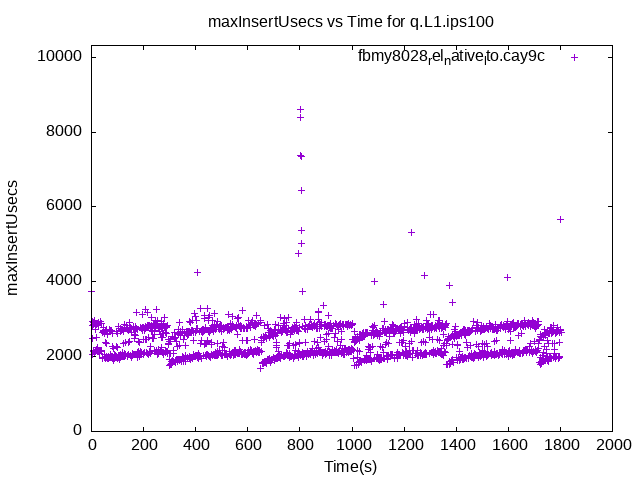 maxInsertUsecs vs Time for q.L1.ips100
fbmy8028relnativelto.cay9c
10000
8000
6000
4000
2000
0
maxInsertUsecs
0 200 400 600 800 1000 1200 1400 1600 1800 2000
Time(s)